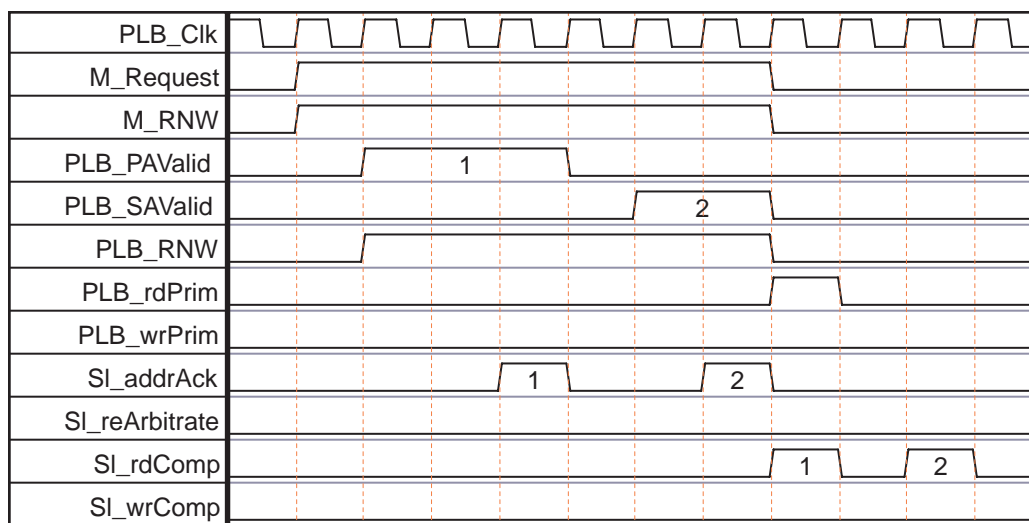 PLB_Clk
M_Request
M_RNW
PLB_PAValid 1
PLB_SAValid 2
PLB_RNW
PLB_rdPrim
PLB_wrPrim
Sl_addrAck 1 2
Sl_reArbitrate
Sl_rdComp 1 2
Sl_wrComp